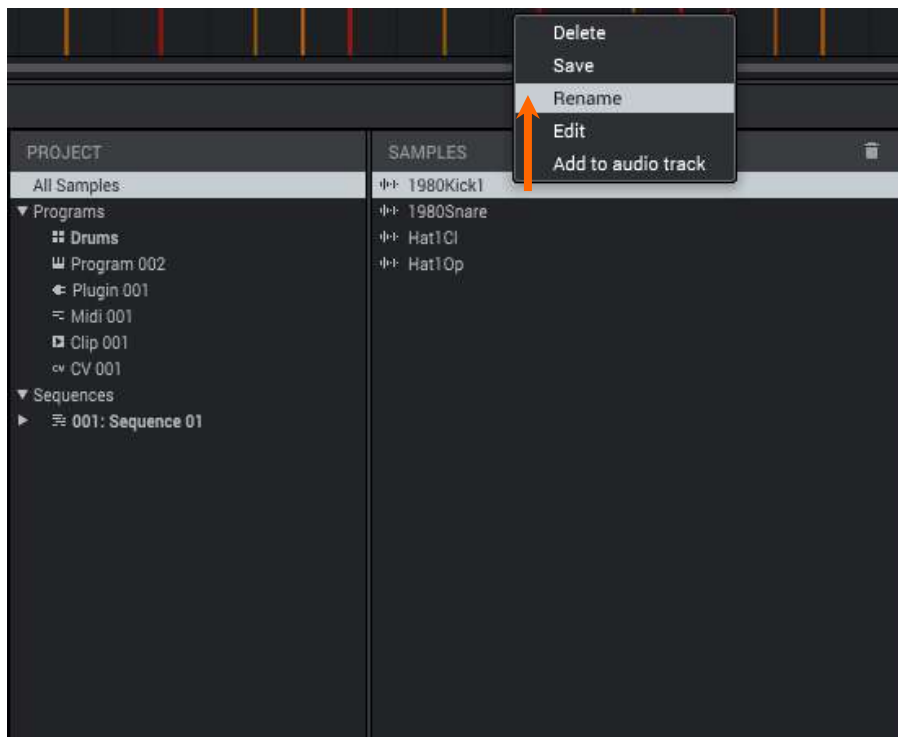 Delete
Save
Rename
Edit
Add to audio track
PROJECT
SAMPLES
All Samples
Programs
Drums
Program 002
Plugin 001
Midi 001
Clip 001
CV CV 001
Sequences
001: Sequence 01
1980Kick1
1980Snare
Hat1Cl
Hat1Op